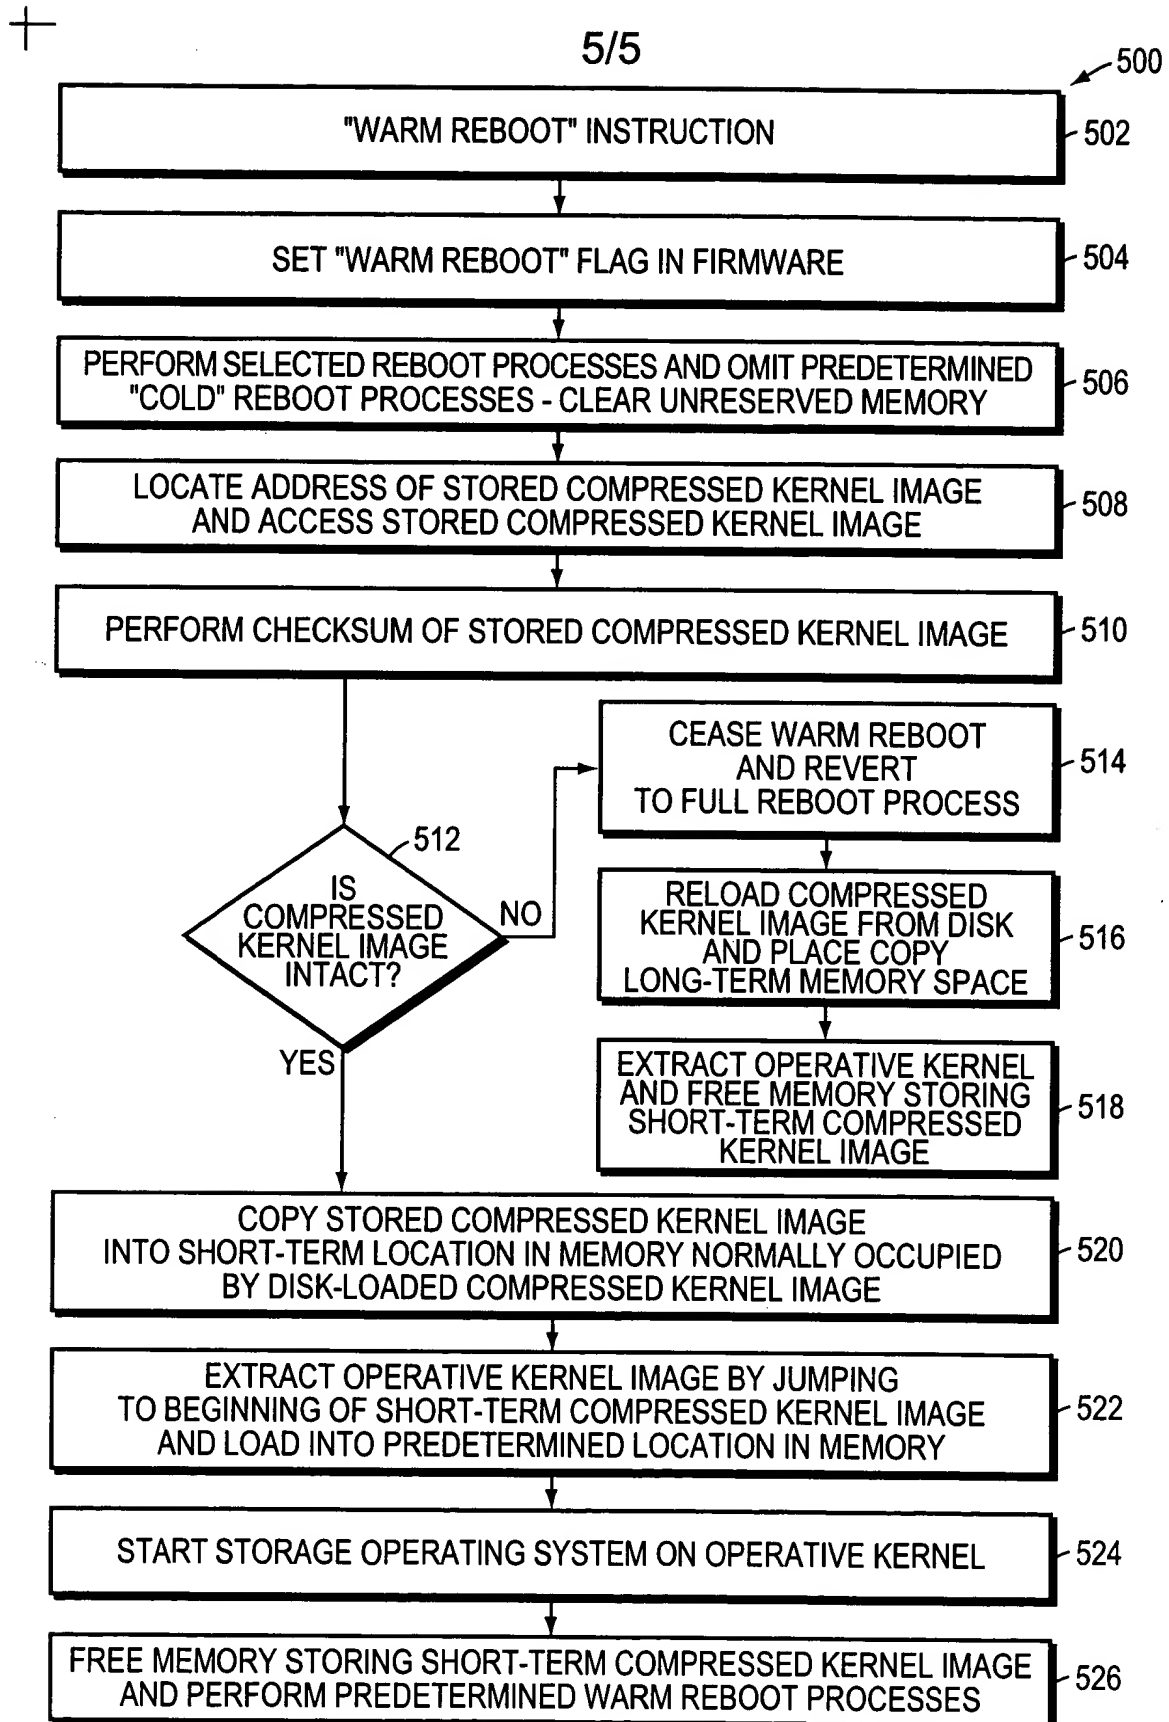 5/5
500
"WARM REBOOT" INSTRUCTION
502
SET "WARM REBOOT" FLAG IN FIRMWARE
504
PERFORM SELECTED REBOOT PROCESSES AND OMIT PREDETERMINED
"COLD" REBOOT PROCESSES - CLEAR UNRESERVED MEMORY
506
LOCATE ADDRESS OF STORED COMPRESSED KERNEL IMAGE
AND ACCESS STORED COMPRESSED KERNEL IMAGE
508
PERFORM CHECKSUM OF STORED COMPRESSED KERNEL IMAGE
510
512
IS
COMPRESSED
KERNEL IMAGE
INTACT?
NO
YES
CEASE WARM REBOOT
AND REVERT
TO FULL REBOOT PROCESS
514
RELOAD COMPRESSED
KERNEL IMAGE FROM DISK
AND PLACE COPY
LONG-TERM MEMORY SPACE
516
EXTRACT OPERATIVE KERNEL
AND FREE MEMORY STORING
SHORT-TERM COMPRESSED
KERNEL IMAGE
518
COPY STORED COMPRESSED KERNEL IMAGE
INTO SHORT-TERM LOCATION IN MEMORY NORMALLY OCCUPIED
BY DISK-LOADED COMPRESSED KERNEL IMAGE
520
EXTRACT OPERATIVE KERNEL IMAGE BY JUMPING
TO BEGINNING OF SHORT-TERM COMPRESSED KERNEL IMAGE
AND LOAD INTO PREDETERMINED LOCATION IN MEMORY
522
START STORAGE OPERATING SYSTEM ON OPERATIVE KERNEL
524
FREE MEMORY STORING SHORT-TERM COMPRESSED KERNEL IMAGE
AND PERFORM PREDETERMINED WARM REBOOT PROCESSES
526